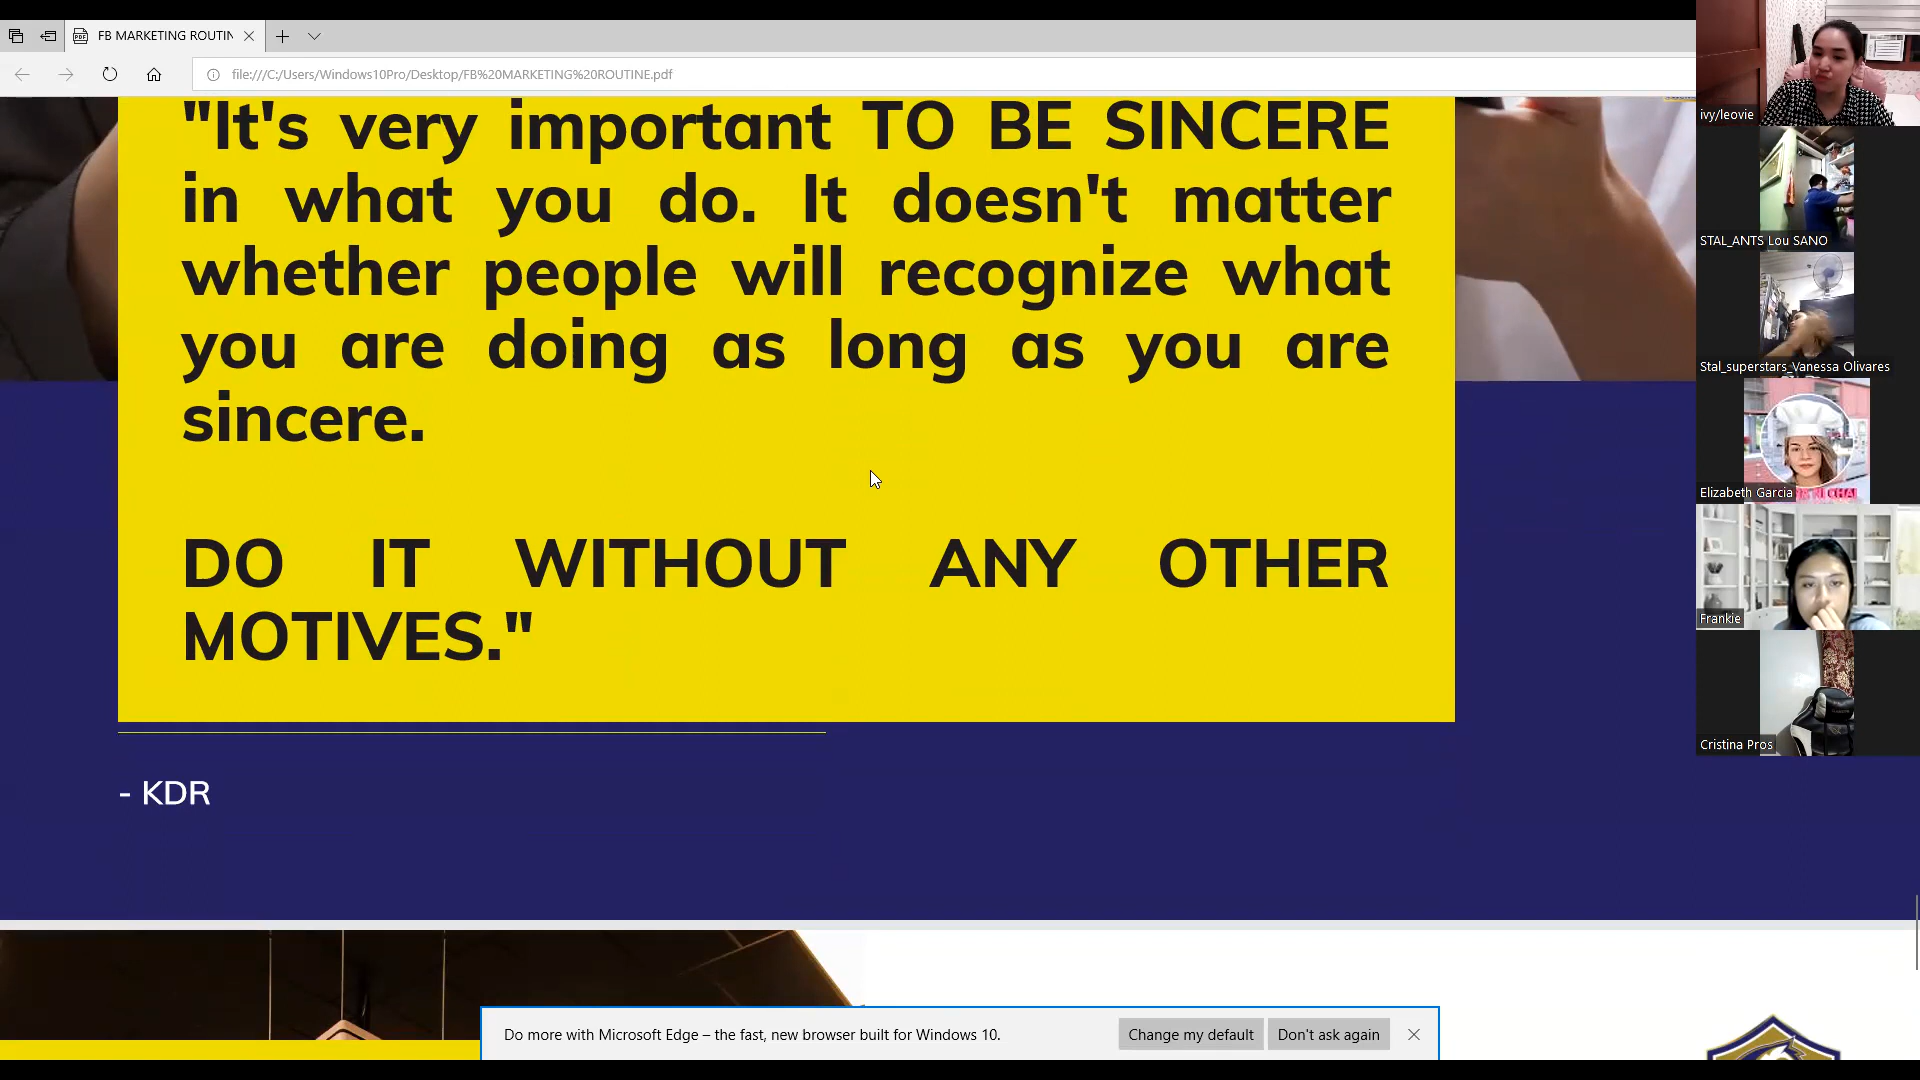 FB MARKETING ROUTIN
file:///C:/Users/Windows10Pro/Desktop/FB%20MARKETING%20ROUTINE.pdf
"It's very important TO BE SINCERE
in what you do. It doesn't matter
whether people will recognize what
you are doing as long as you are
sincere.
DO IT WITHOUT ANY OTHER
MOTIVES."
- KDR
Do more with Microsoft Edge – the fast, new browser built for Windows 10.
Change my default
Don't ask again
ivy/leovie
STAL_ANTS Lou SANO
Stal_superstars_Vanessa Olivares
Elizabeth Garcia
NI CHAI
Frankie
Cristina Pros